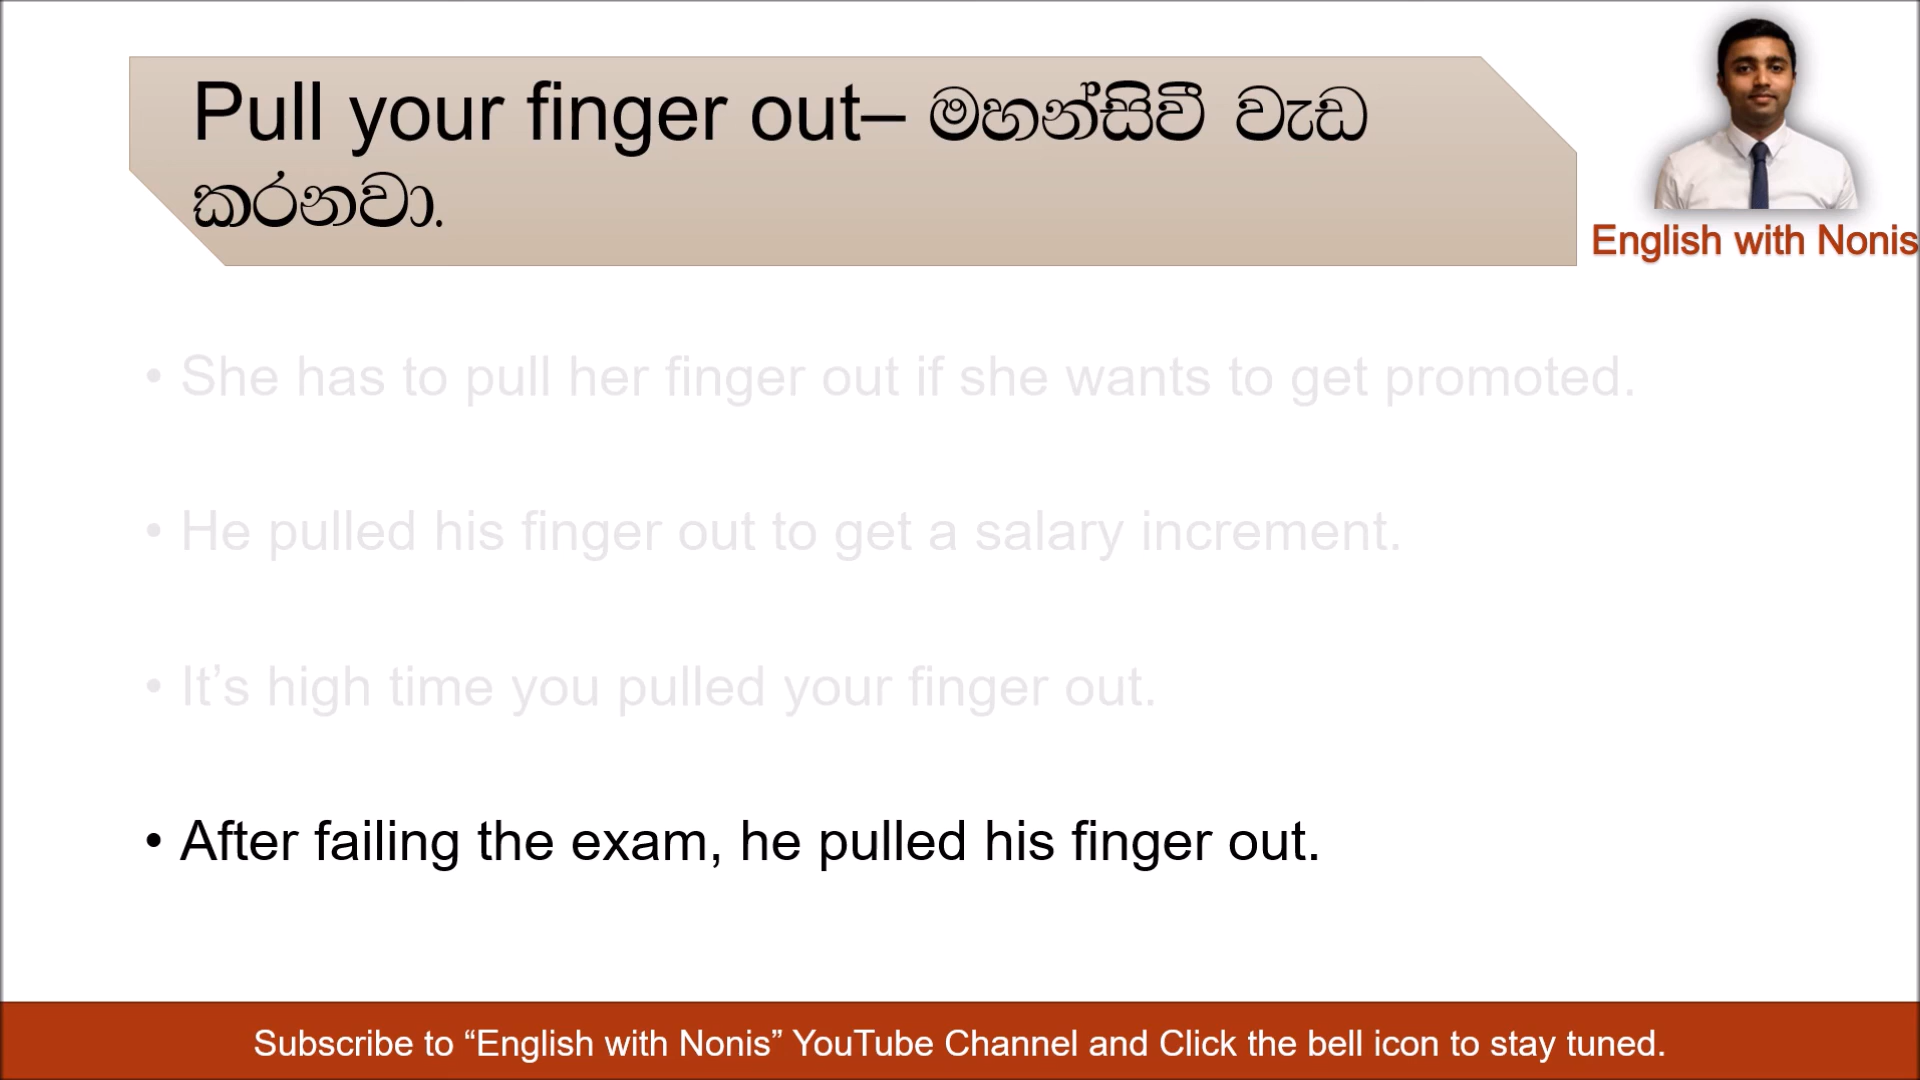 Pull your finger out– මහන්සිවී වැඩ
කරනවා.
English with Nonis
• She has to pull her finger out if she wants to get promoted.
• He pulled his finger out to get a salary increment.
• It’s high time you pulled your finger out.
• After failing the exam, he pulled his finger out.
Subscribe to “English with Nonis” YouTube Channel and Click the bell icon to stay tuned.